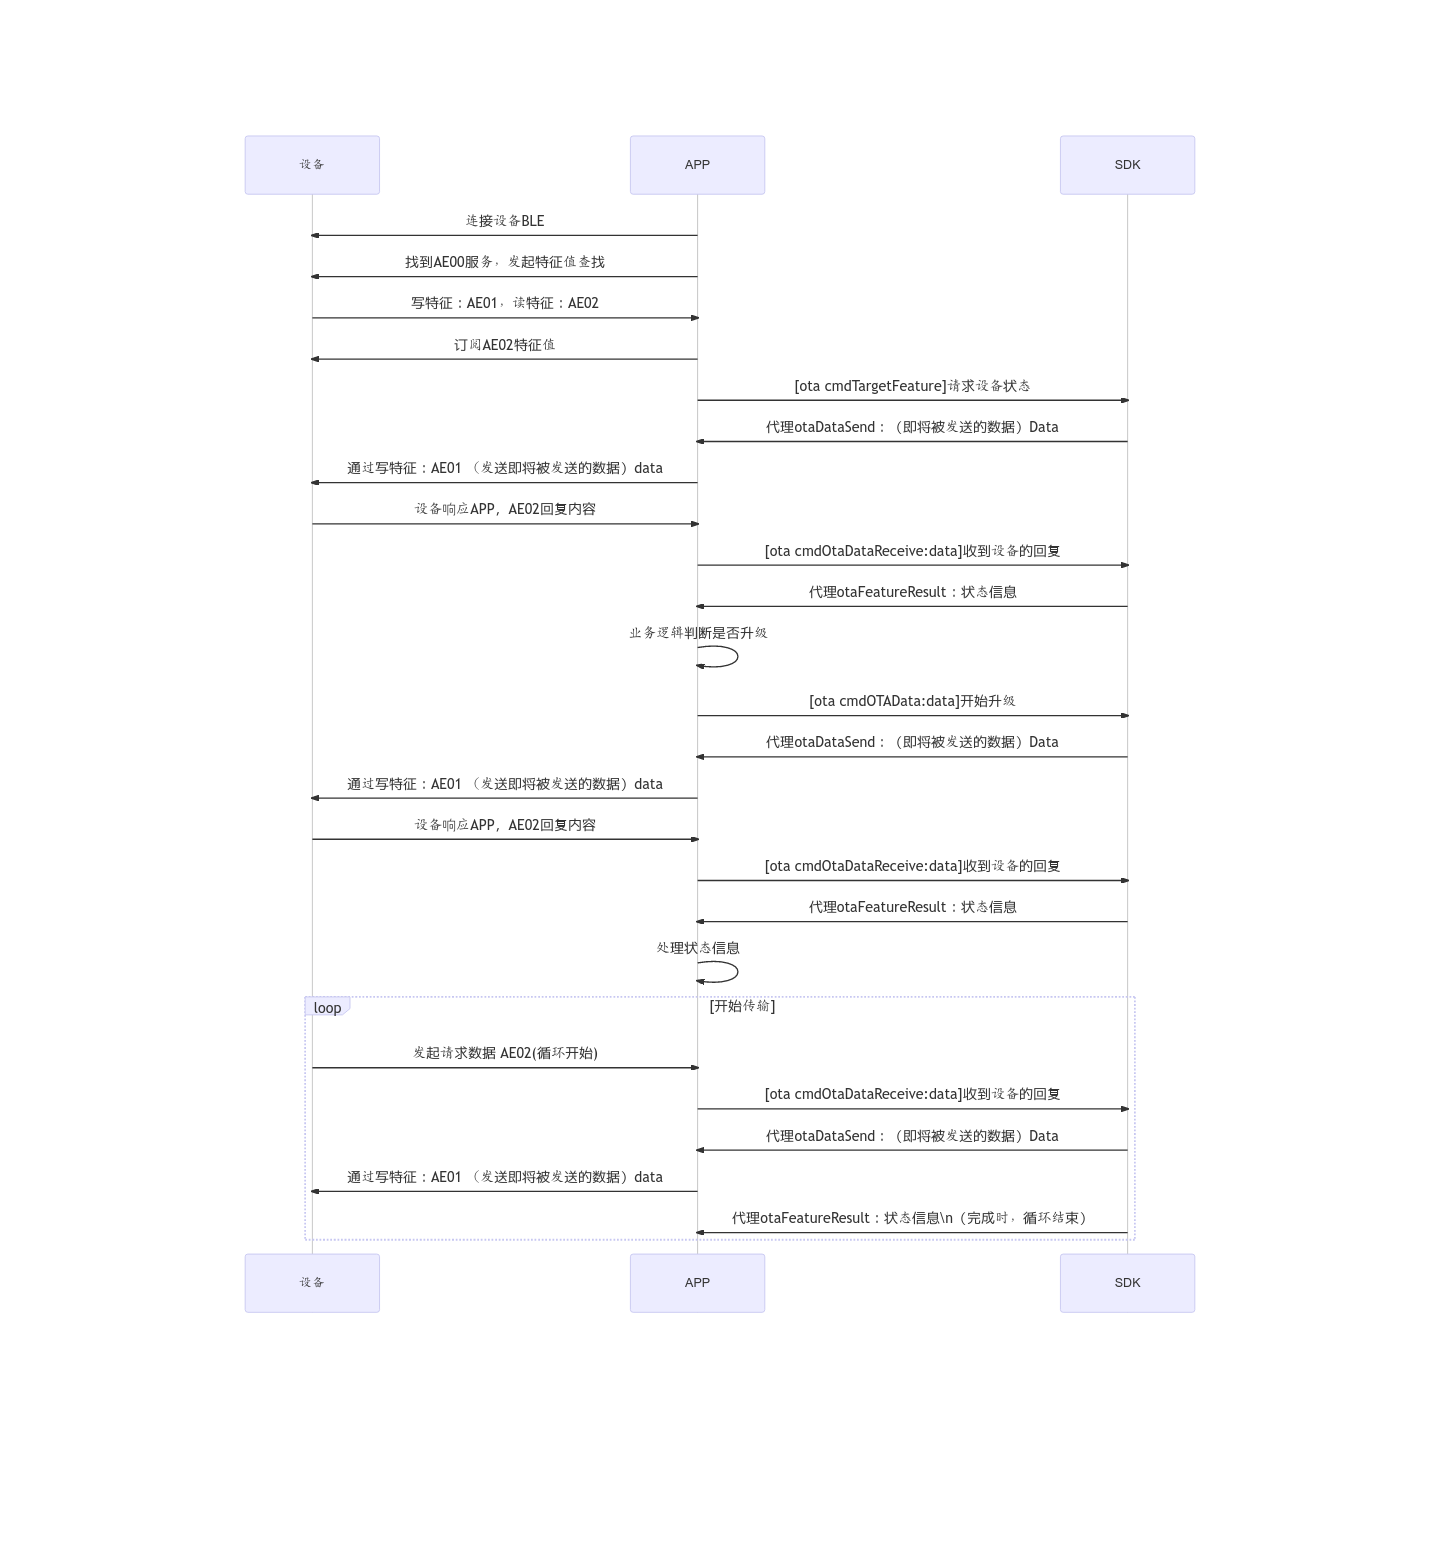 设备
APP
SDK
连接设备BLE
找到AE00服务，发起特征值查找
写特征：AE01，读特征：AE02
订阅AE02特征值
[ota cmdTargetFeature]请求设备状态
代理otaDataSend：（即将被发送的数据）Data
通过写特征：AE01 （发送即将被发送的数据）data
设备响应APP，AE02回复内容
[ota cmdOtaDataReceive:data]收到设备的回复
代理otaFeatureResult：状态信息
业务逻辑判断是否升级
[ota cmdOTAData:data]开始升级
代理otaDataSend：（即将被发送的数据）Data
通过写特征：AE01 （发送即将被发送的数据）data
设备响应APP，AE02回复内容
[ota cmdOtaDataReceive:data]收到设备的回复
代理otaFeatureResult：状态信息
处理状态信息
loop
[开始传输]
发起请求数据 AE02(循环开始)
[ota cmdOtaDataReceive:data]收到设备的回复
代理otaDataSend：（即将被发送的数据）Data
通过写特征：AE01 （发送即将被发送的数据）data
代理otaFeatureResult：状态信息\n（完成时，循环结束）
设备
APP
SDK